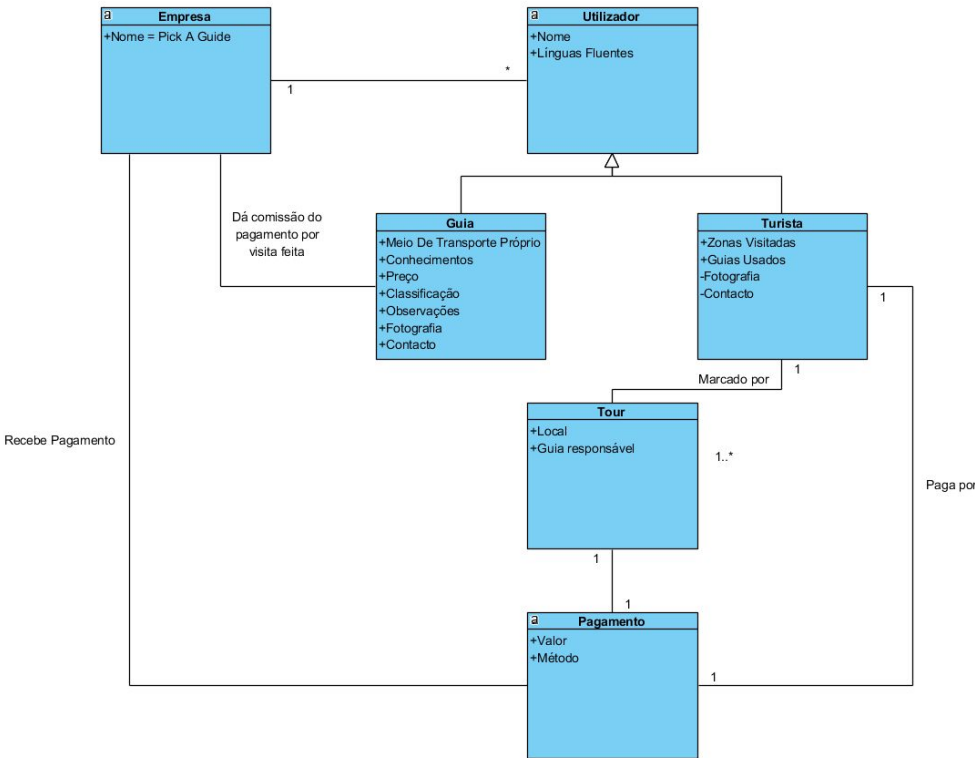 a
Empresa
+Nome = Pick A Guide
a
Utilizador
+Nome
+Línguas Fluentes
1
*
Dá comissão do
pagamento por
visita feita
Guia
+Meio De Transporte Próprio
+Conhecimentos
+Preço
+Classificação
+Observações
+Fotografia
+Contacto
Turista
+Zonas Visitadas
+Guias Usados
-Fotografia
-Contacto
1
1
Marcado por
Tour
+Local
+Guia responsável
1..*
Recebe Pagamento
Paga por
1
1
a
Pagamento
+Valor
+Método
1